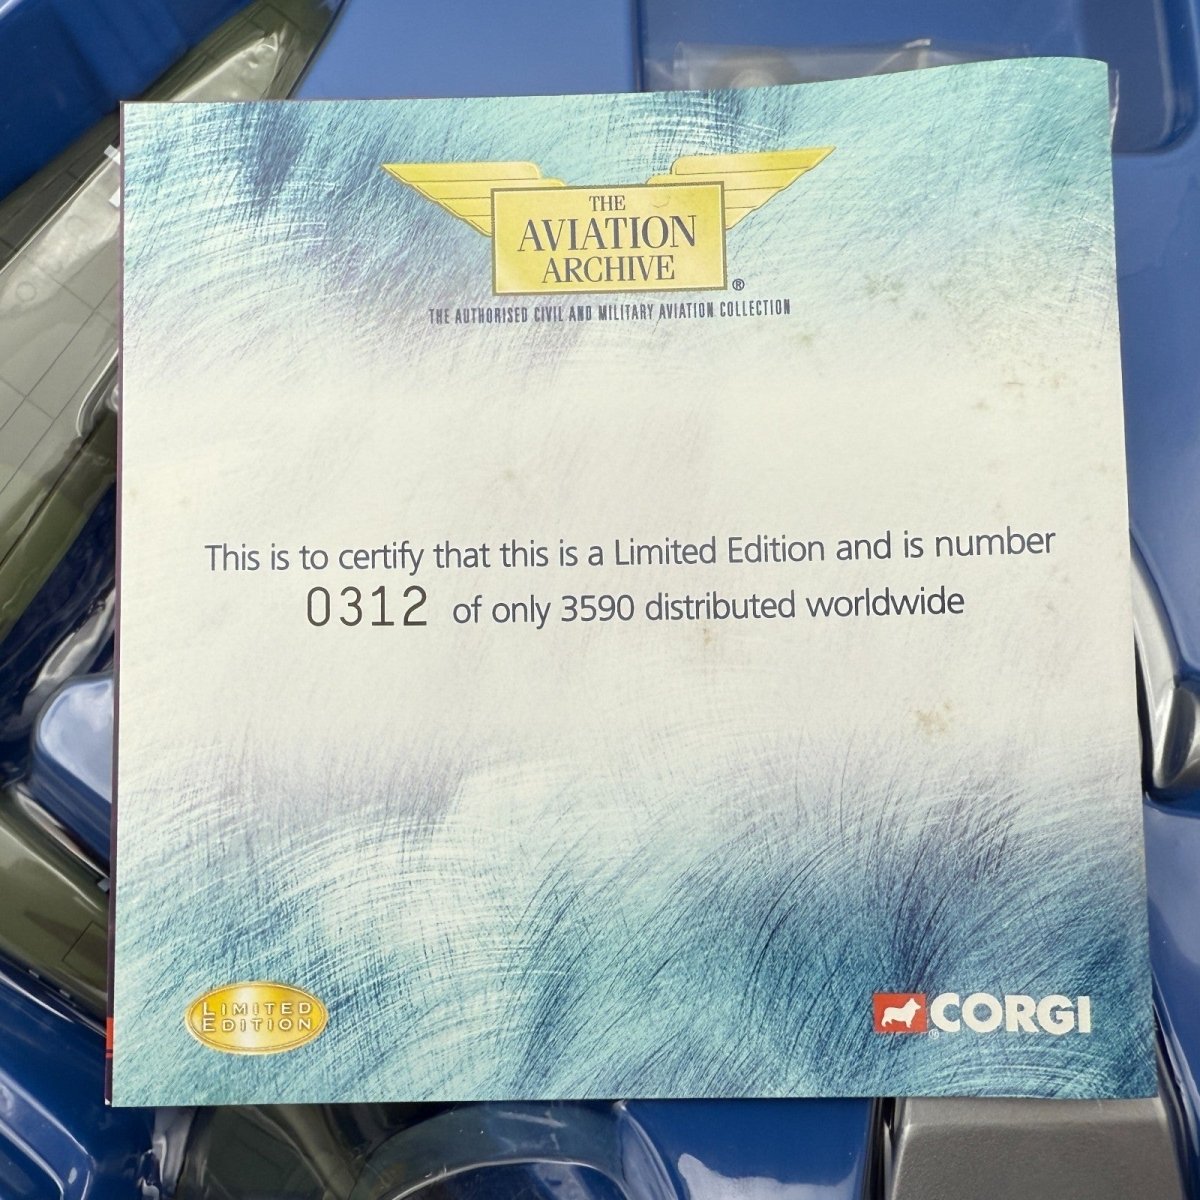 THE
AVIATION
ARCHIVE
®
THE AUTHORISED CIVIL AND MILITARY AVIATION COLLECTION
This is to certify that this is a Limited Edition and is number
0312 of only 3590 distributed worldwide
LIMITED
EDITION
CORGI